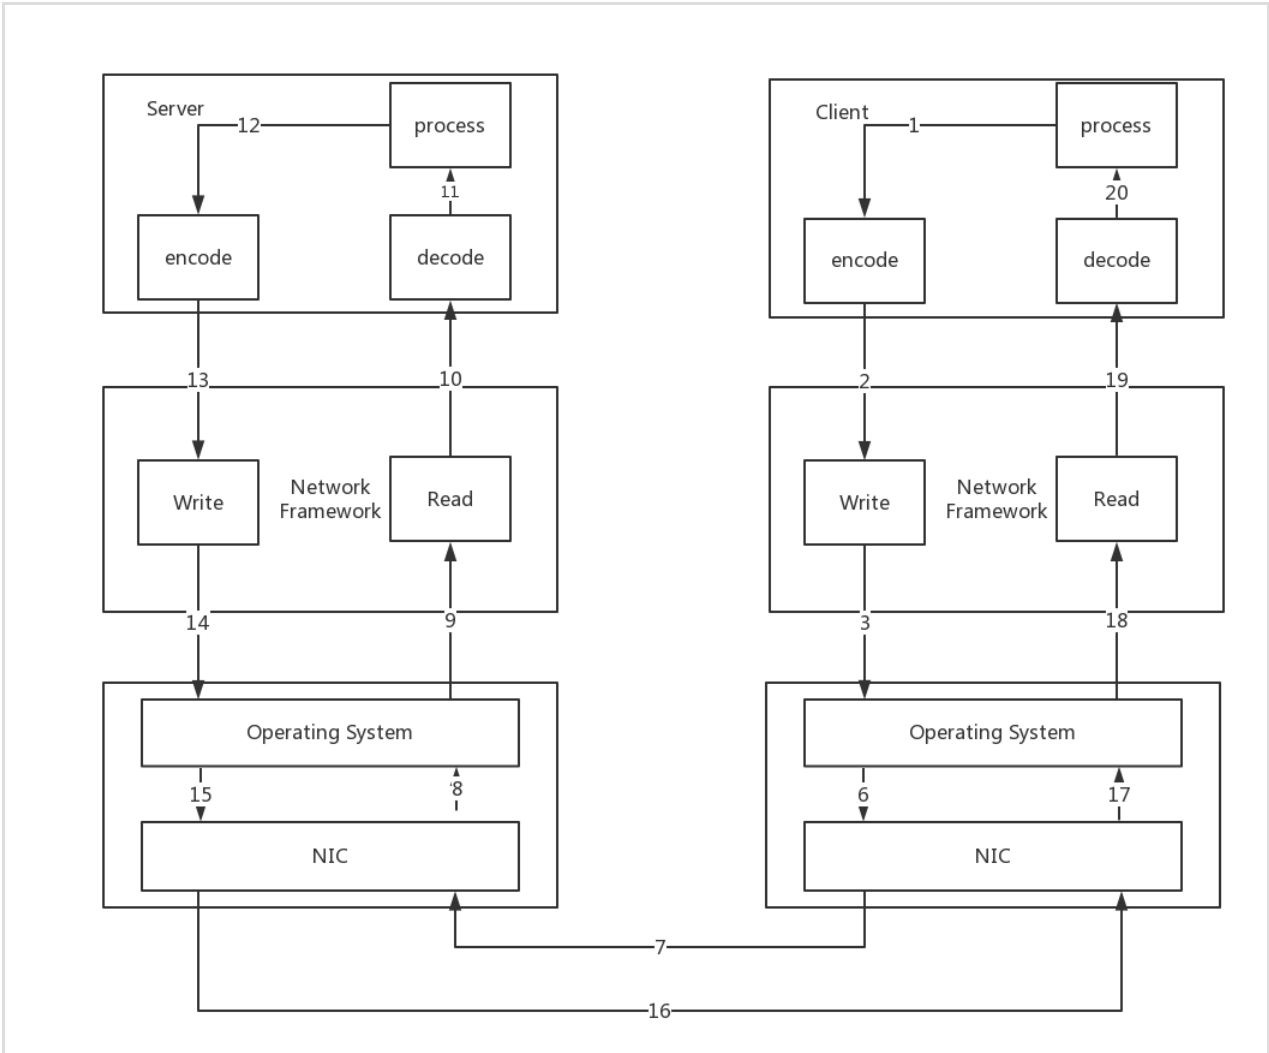 Server
process
12
11
encode
decode
13
10
Write
Network
Framework
Read
14
9
Operating System
15
8
NIC
Client
process
1
20
encode
decode
2
19
Write
Network
Framework
Read
3
18
Operating System
6
17
NIC
7
16